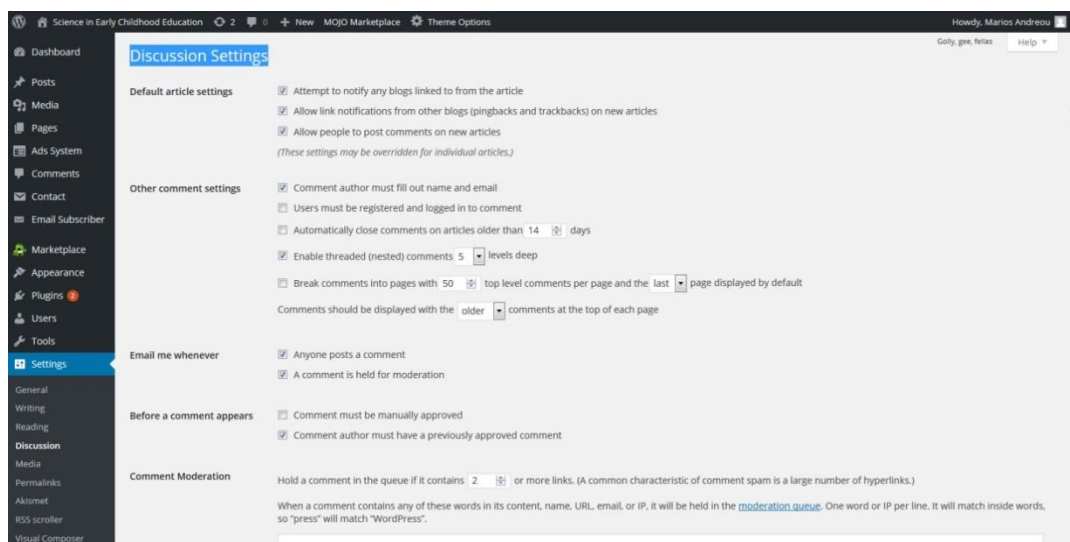 Science in Early Childhood Education 2 0 + New MOJO Marketplace Theme Options Howdy, Marios Andreou
Golly, gee, fellas Help
Dashboard
Posts
Media
Pages
Ads System
Comments
Contact
Email Subscriber
Marketplace
Appearance
Plugins 2
Users
Tools
Settings
General
Writing
Reading
Discussion
Media
Permalinks
Akismet
RSS scroller
Visual Composer
Discussion Settings
Default article settings
Attempt to notify any blogs linked to from the article
Allow link notifications from other blogs (pingbacks and trackbacks) on new articles
Allow people to post comments on new articles
(These settings may be overridden for individual articles.)
Other comment settings
Comment author must fill out name and email
Users must be registered and logged in to comment
Automatically close comments on articles older than 14 days
Enable threaded (nested) comments 5 levels deep
Break comments into pages with 50 top level comments per page and the last page displayed by default
Comments should be displayed with the older comments at the top of each page
Email me whenever
Anyone posts a comment
A comment is held for moderation
Before a comment appears
Comment must be manually approved
Comment author must have a previously approved comment
Comment Moderation
Hold a comment in the queue if it contains 2 or more links. (A common characteristic of comment spam is a large number of hyperlinks.)
When a comment contains any of these words in its content, name, URL, email, or IP, it will be held in the moderation queue. One word or IP per line. It will match inside words,
so "press" will match "WordPress".